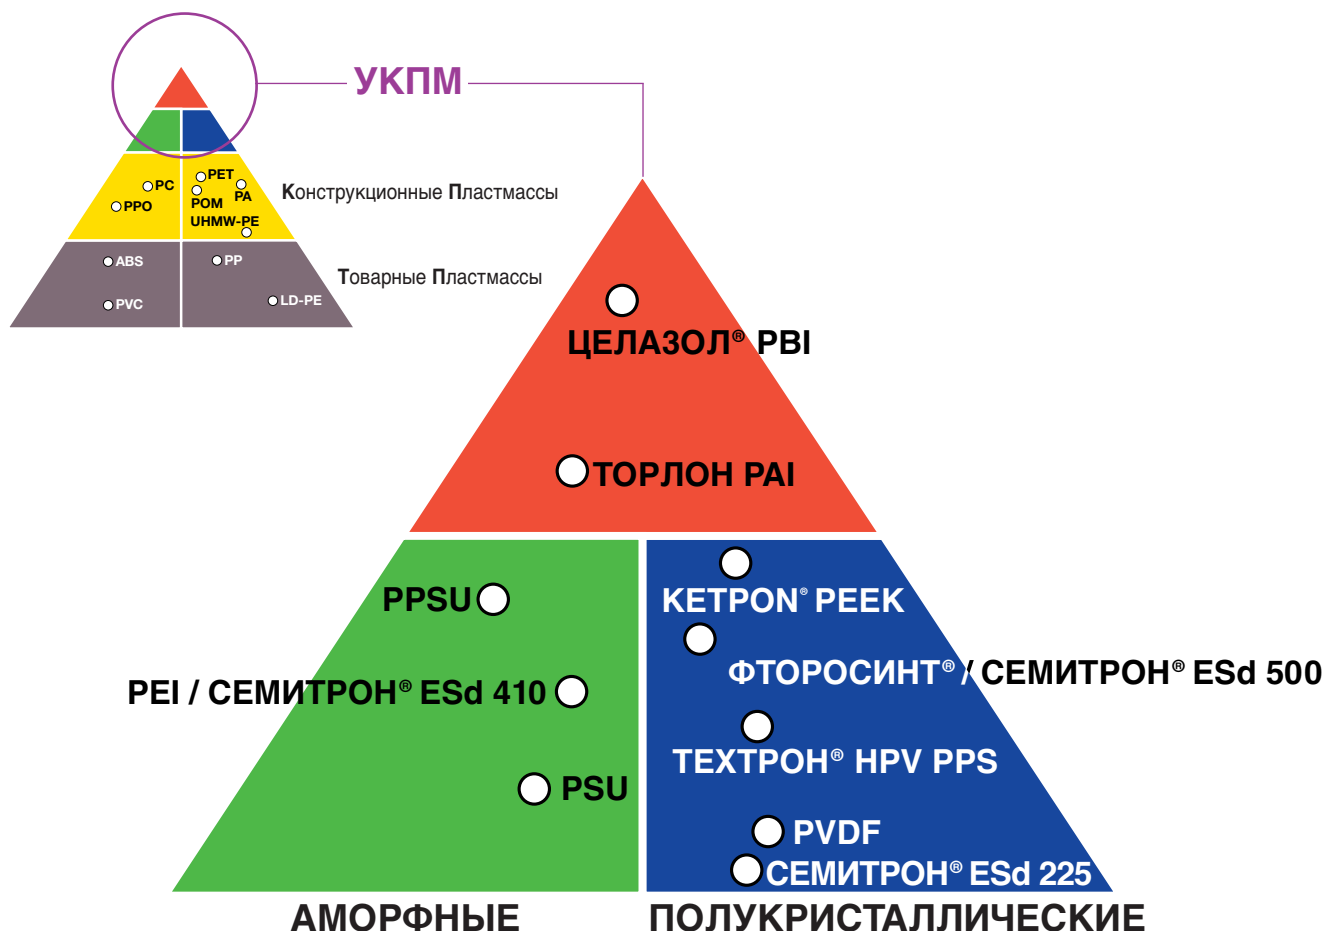 УКПМ
PC
PET
PA
POM
PPO
UHMW-PE
Конструкционные Пластмассы
ABS
PP
PVC
LD-PE
Товарные Пластмассы
ЦЕЛАЗОЛ® PBI
ТОРЛОН PAI
PPSU
KETPON® PEEK
ФТОРОСИНТ® / СЕМИТРОН® ESd 500
PEI / СЕМИТРОН® ESd 410
ТЕХТРОН® HPV PPS
PSU
PVDF
СЕМИТРОН® ESd 225
АМОРФНЫЕ
ПОЛУКРИСТАЛЛИЧЕСКИЕ